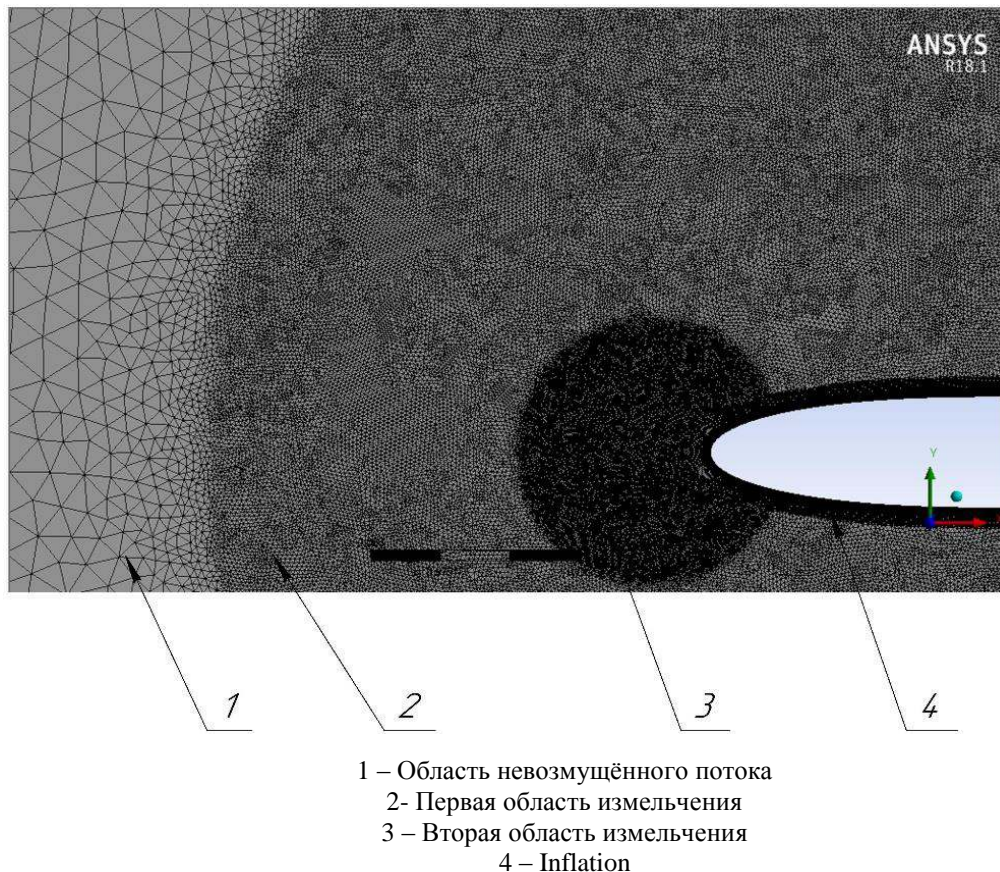 ANSYS
R18.1
Y
1
2
3
4
1 – Область невозмущённого потока
2- Первая область измельчения
3 – Вторая область измельчения
4 – Inflation